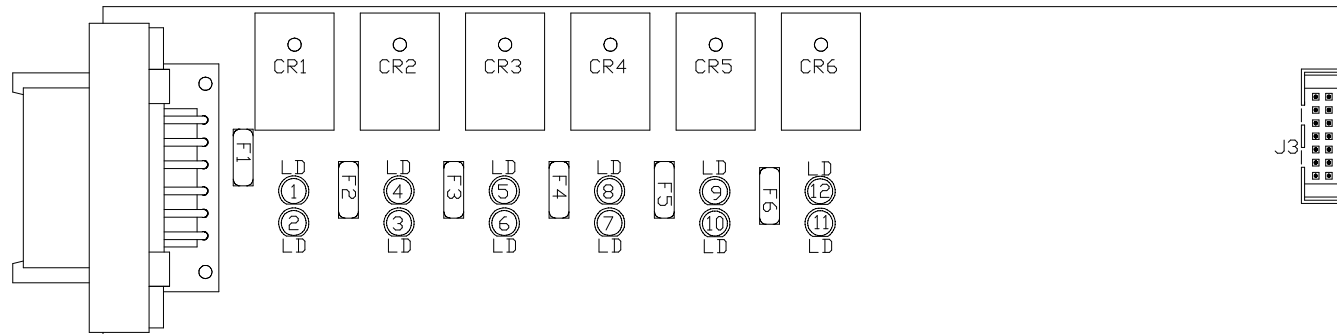 CR1 CR2 CR3 CR4 CR5 CR6
F1
J3
LD LD LD LD LD LD
F2 F3 F4 F5 F6
1 4 5 8 9 12
2 3 6 7 10 11
LD LD LD LD LD LD